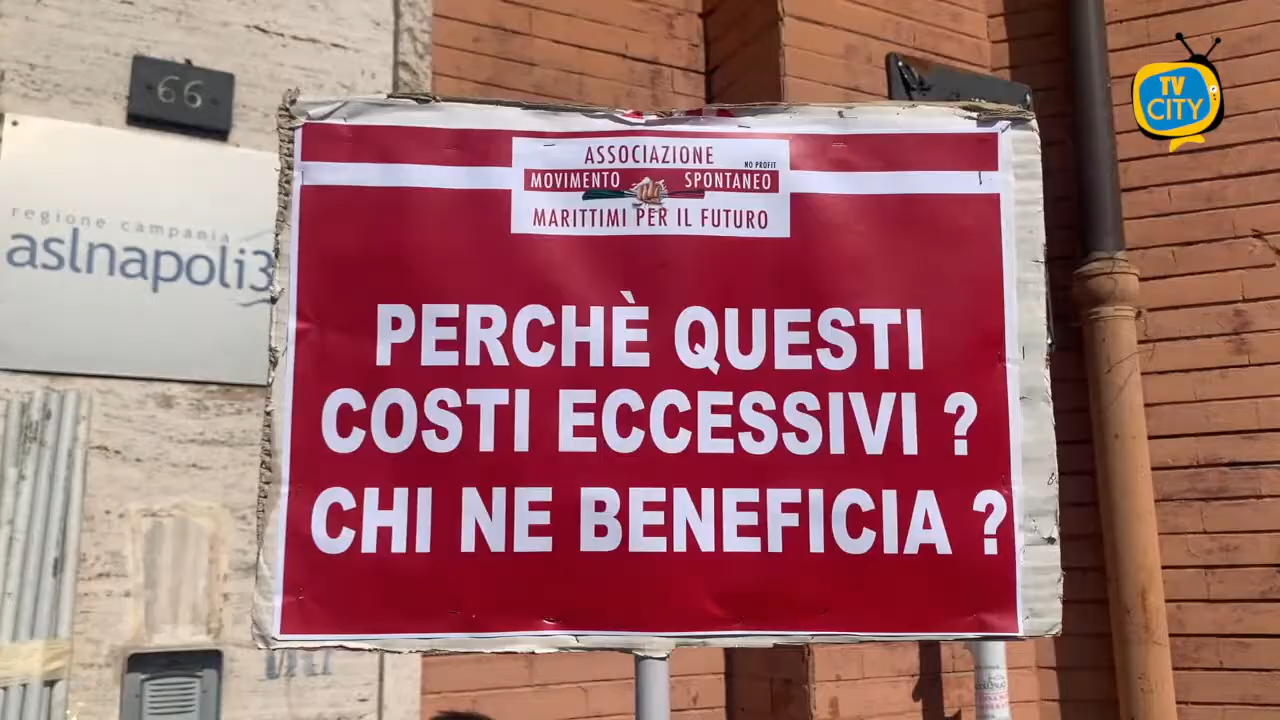 66
TV
CITY
regione campania
aslnapoli3
ASSOCIAZIONE
NO PROFIT
MOVIMENTO SPONTANEO
MARITTIMI PER IL FUTURO
PERCHÈ QUESTI
COSTI ECCESSIVI ?
CHI NE BENEFICIA ?